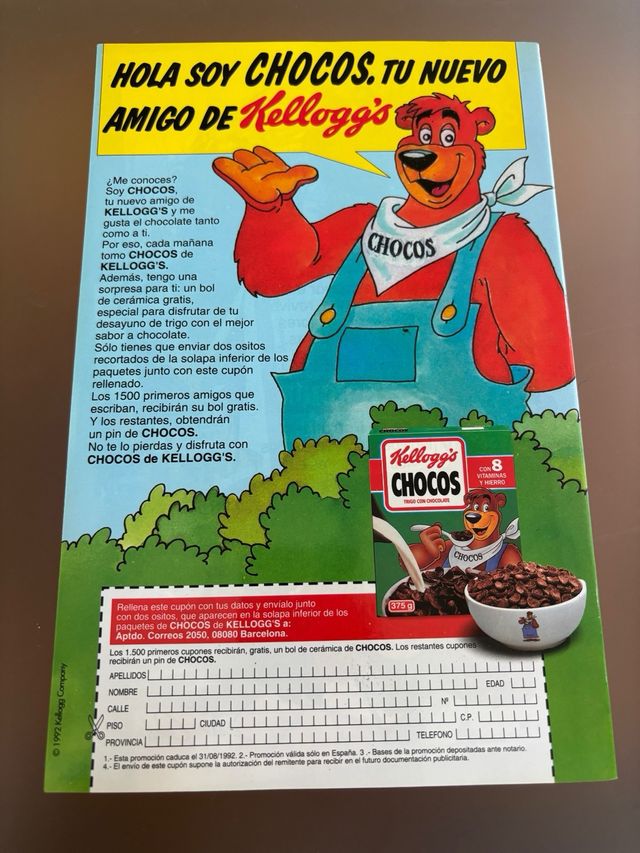 HOLA SOY CHOCOS, TU NUEVO
AMIGO DE Kellogg's
¿Me conoces?
Soy CHOCOS,
tu nuevo amigo de
KELLOGG'S y me
gusta el chocolate tanto
como a ti.
Por eso, cada mañana
tomo CHOCOS de
KELLOGG'S.
Además, tengo una
sorpresa para ti: un bol
de cerámica gratis,
especial para disfrutar de tu
desayuno de trigo con el mejor
sabor a chocolate.
Sólo tienes que enviar dos ositos
recortados de la solapa inferior de los
paquetes junto con este cupón
rellenado.
Los 1500 primeros amigos que
escriban, recibirán su bol gratis.
Y los restantes, obtendrán
un pin de CHOCOS.
No te lo pierdas y disfruta con
CHOCOS de KELLOGG'S.
CHOCOS
CHOCOS
Kellogg's
CHOCOS
TRIGO CON CHOCOLATE
CON 8
VITAMINAS
Y HIERRO
CHOCOS
375 g
Rellena este cupón con tus datos y envíalo junto
con dos ositos, que aparecen en la solapa inferior de los
paquetes de CHOCOS de KELLOGG'S a:
Aptdo. Correos 2050, 08080 Barcelona.
Los 1.500 primeros cupones recibirán, gratis, un bol de cerámica de CHOCOS. Los restantes cupones
recibirán un pin de CHOCOS.
APELLIDOS
NOMBRE EDAD
CALLE Nº
PISO CIUDAD C.P.
PROVINCIA TELEFONO
1.- Esta promoción caduca el 31/08/1992. 2.- Promoción válida sólo en España. 3.- Bases de la promoción depositadas ante notario.
4.- El envío de este cupón supone la autorización del remitente para recibir en el futuro documentación publicitaria.
© 1992 Kellogg Company